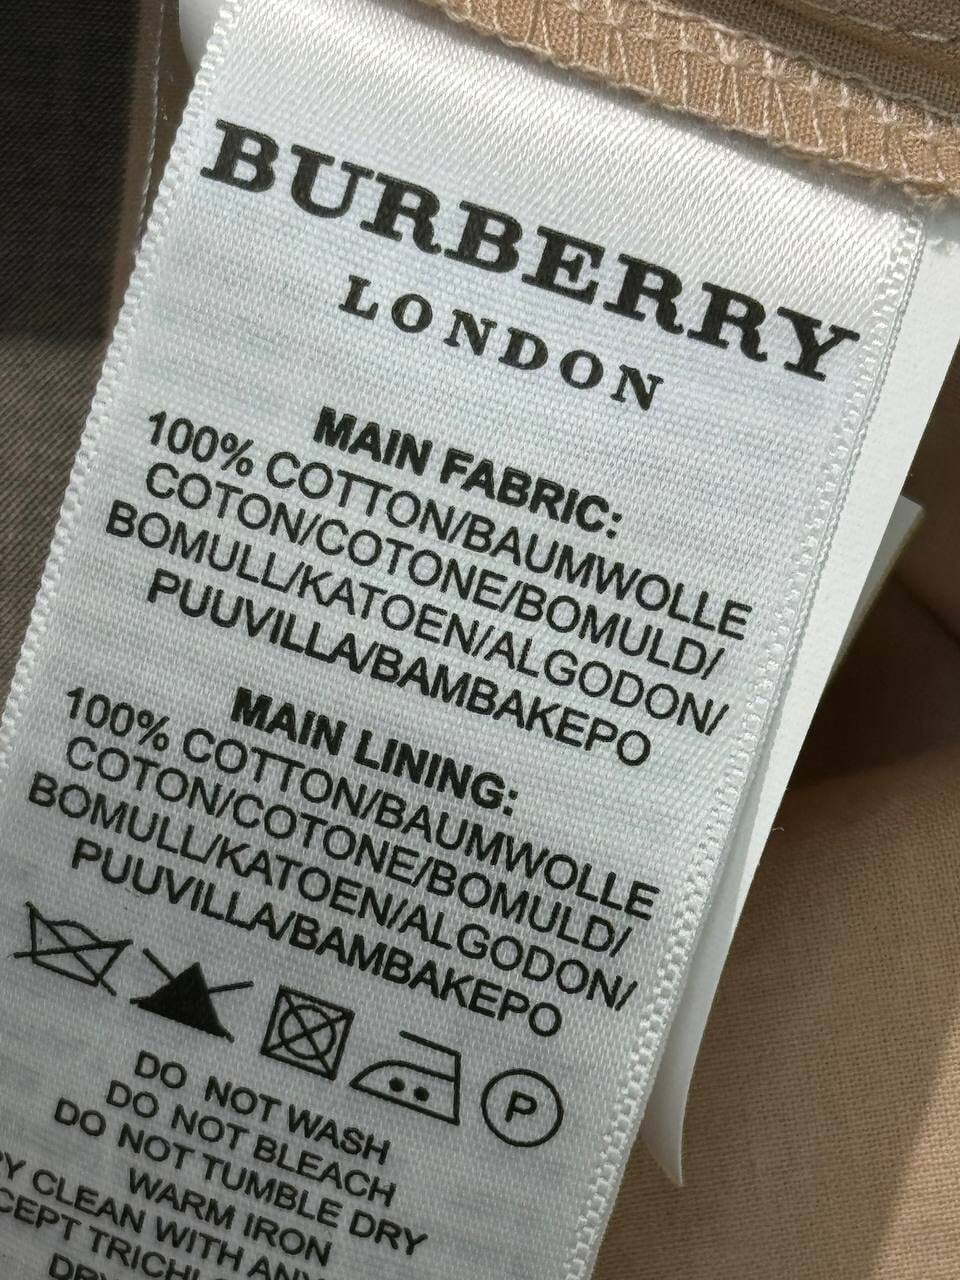 BURBERRY
LONDON
MAIN FABRIC:
100% COTTON/BAUMWOLLE
COTON/COTONE/BOMULD/
BOMULL/KATOEN/ALGODON/
PUUVILLA/BAMBAKEPO
MAIN LINING:
100% COTTON/BAUMWOLLE
COTON/COTONE/BOMULD/
BOMULL/KATOEN/ALGODON/
PUUVILLA/BAMBAKEPO
P
DO NOT WASH
DO NOT BLEACH
DO NOT TUMBLE DRY
WARM IRON
CLEAN WITH